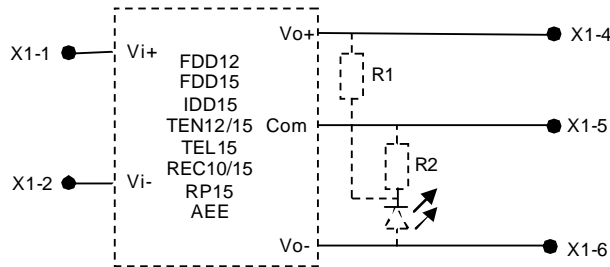 Vo+
X1-4
X1-1
Vi+
FDD12
R1
FDD15
IDD15
TEN12/15
Com
X1-5
TEL15
REC10/15
R2
X1-2
Vi-
RP15
AEE
Vo-
X1-6